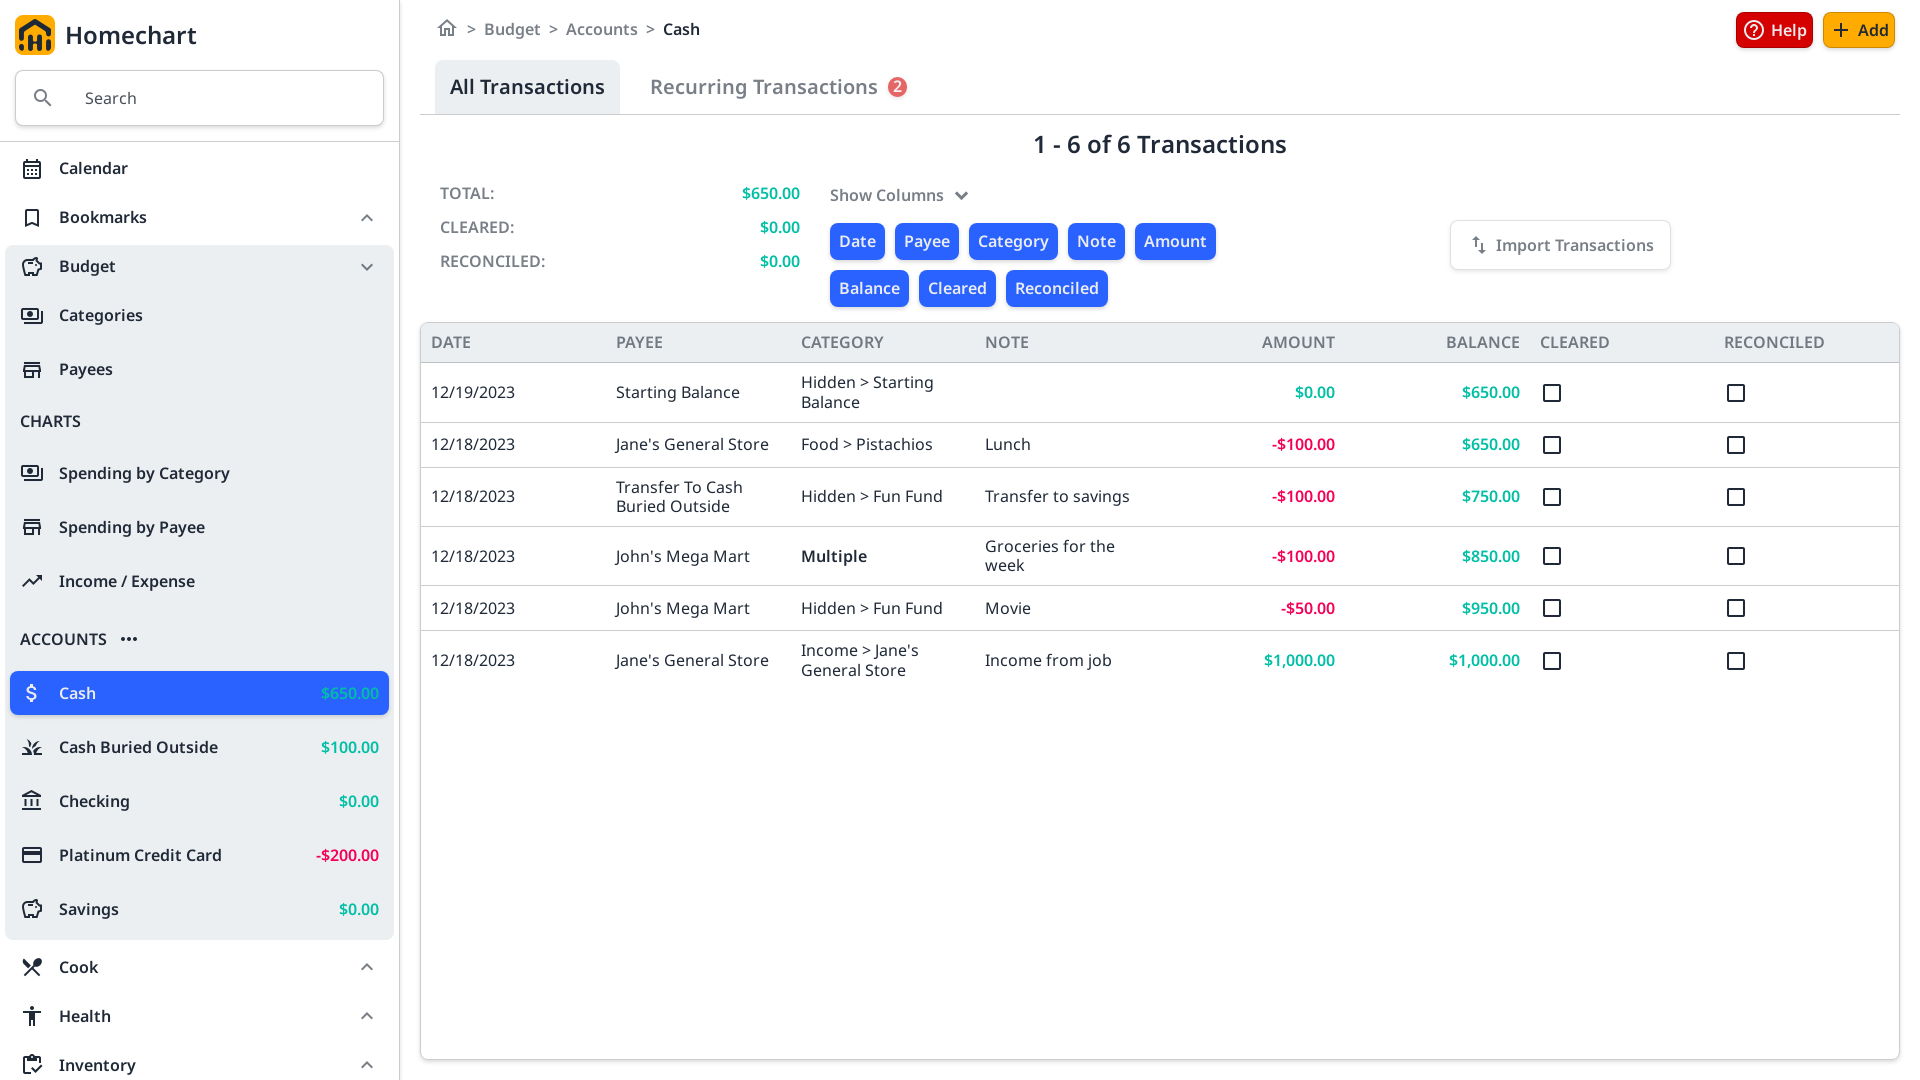 Homechart
Search
Calendar
Bookmarks
Budget
Categories
Payees
CHARTS
Spending by Category
Spending by Payee
Income / Expense
ACCOUNTS •••
Cash $650.00
Cash Buried Outside $100.00
Checking $0.00
Platinum Credit Card -$200.00
Savings $0.00
Cook
Health
Inventory
> Budget > Accounts > Cash
Help
Add
All Transactions
Recurring Transactions 2
1 - 6 of 6 Transactions
TOTAL: $650.00
CLEARED: $0.00
RECONCILED: $0.00
Show Columns
Date Payee Category Note Amount
Balance Cleared Reconciled
Import Transactions
DATE PAYEE CATEGORY NOTE AMOUNT BALANCE CLEARED RECONCILED
12/19/2023 Starting Balance Hidden > Starting
Balance $0.00 $650.00
12/18/2023 Jane's General Store Food > Pistachios Lunch -$100.00 $650.00
12/18/2023 Transfer To Cash
Buried Outside Hidden > Fun Fund Transfer to savings -$100.00 $750.00
12/18/2023 John's Mega Mart Multiple Groceries for the
week -$100.00 $850.00
12/18/2023 John's Mega Mart Hidden > Fun Fund Movie -$50.00 $950.00
12/18/2023 Jane's General Store Income > Jane's
General Store Income from job $1,000.00 $1,000.00